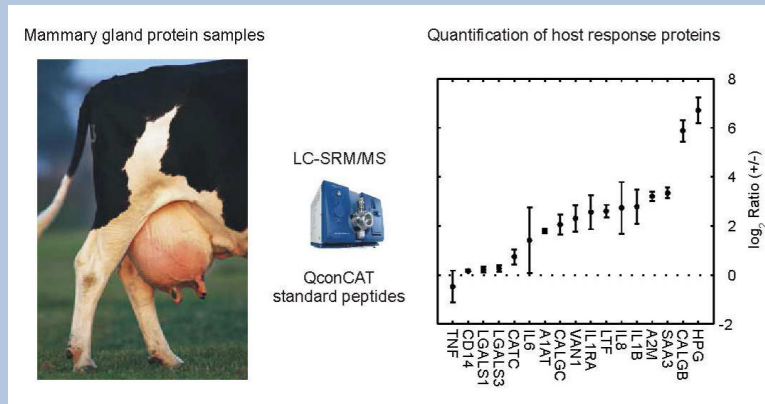 Mammary gland protein samples
Quantification of host response proteins
LC-SRM/MS
QconCAT
standard peptides
8
6
4
2
0
-2
log2 Ratio (+/-)
TNF
CD14
LGALS1
LGALS3
CATC
IL6
A1AT
CALGC
VAN1
IL1RA
LTF
IL8
IL1B
A2M
SAA3
CALGB
HPG